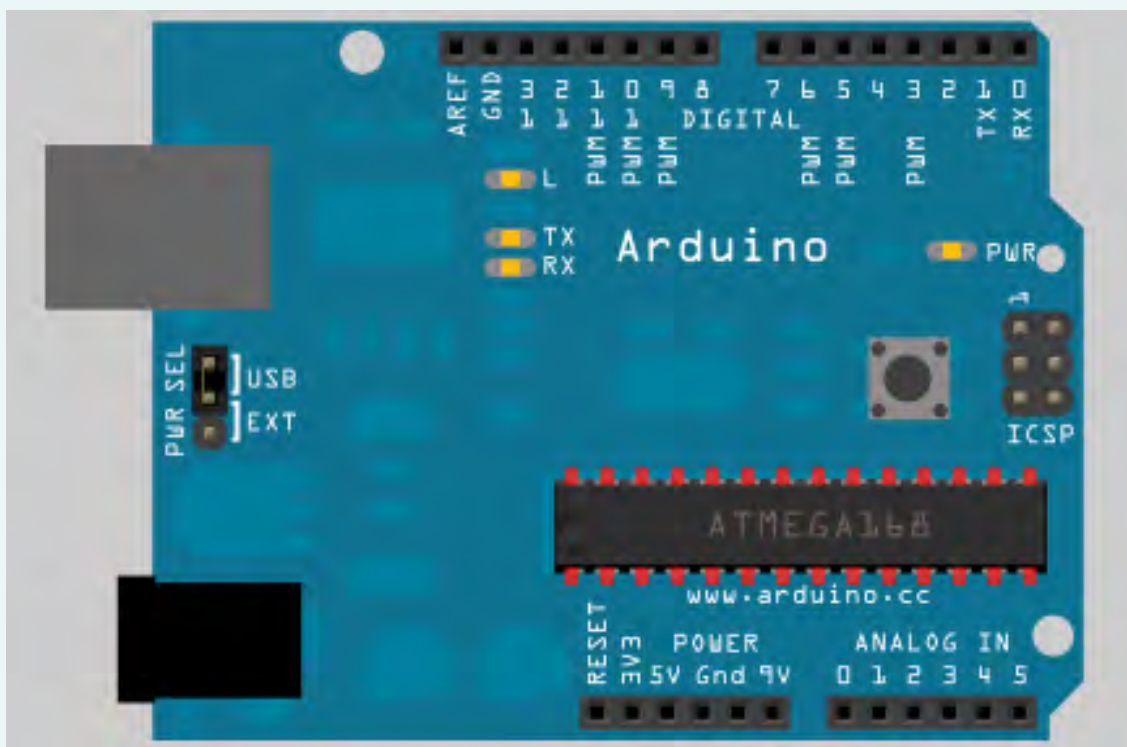 AREF GND 13 12 11 10 9 8 7 6 5 4 3 2 1 0
PWM PWM PWM DIGITAL PWM PWM PWM TX RX
L
TX
RX
Arduino
PWR
1
PWR SEL
USB
EXT
ICSP
ATMEGA168
www.arduino.cc
RESET 3V3
POWER
5V Gnd 9V
ANALOG IN
0 1 2 3 4 5